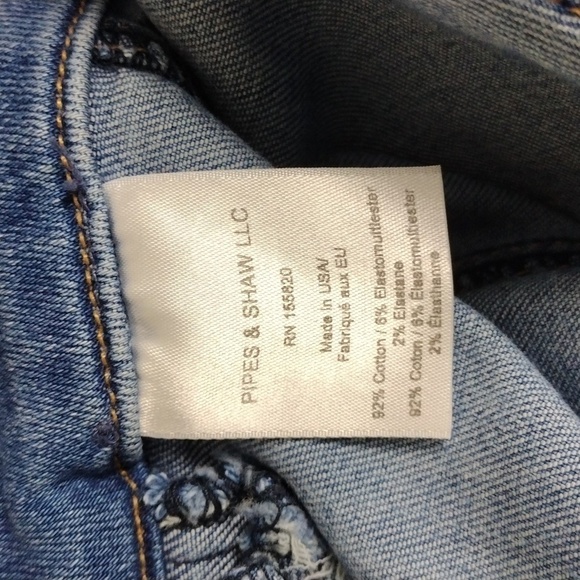 PIPES & SHAW LLC
RN 155820
Made in USA/
Fabriqué aux EU
92% Cotton / 6% Elastomultiester
2% Elastane
92% Coton / 6% Élastomultiester
2% Élasthanne